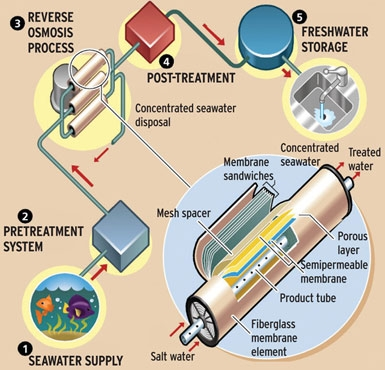 3 REVERSE
OSMOSIS
PROCESS
5 FRESHWATER
STORAGE
4
POST-TREATMENT
Concentrated seawater
disposal
2
PRETREATMENT
SYSTEM
1 SEAWATER SUPPLY
Membrane
sandwiches
Concentrated
seawater
Treated
water
Mesh spacer
Porous
layer
Semipermeable
membrane
Product tube
Fiberglass
membrane
element
Salt water